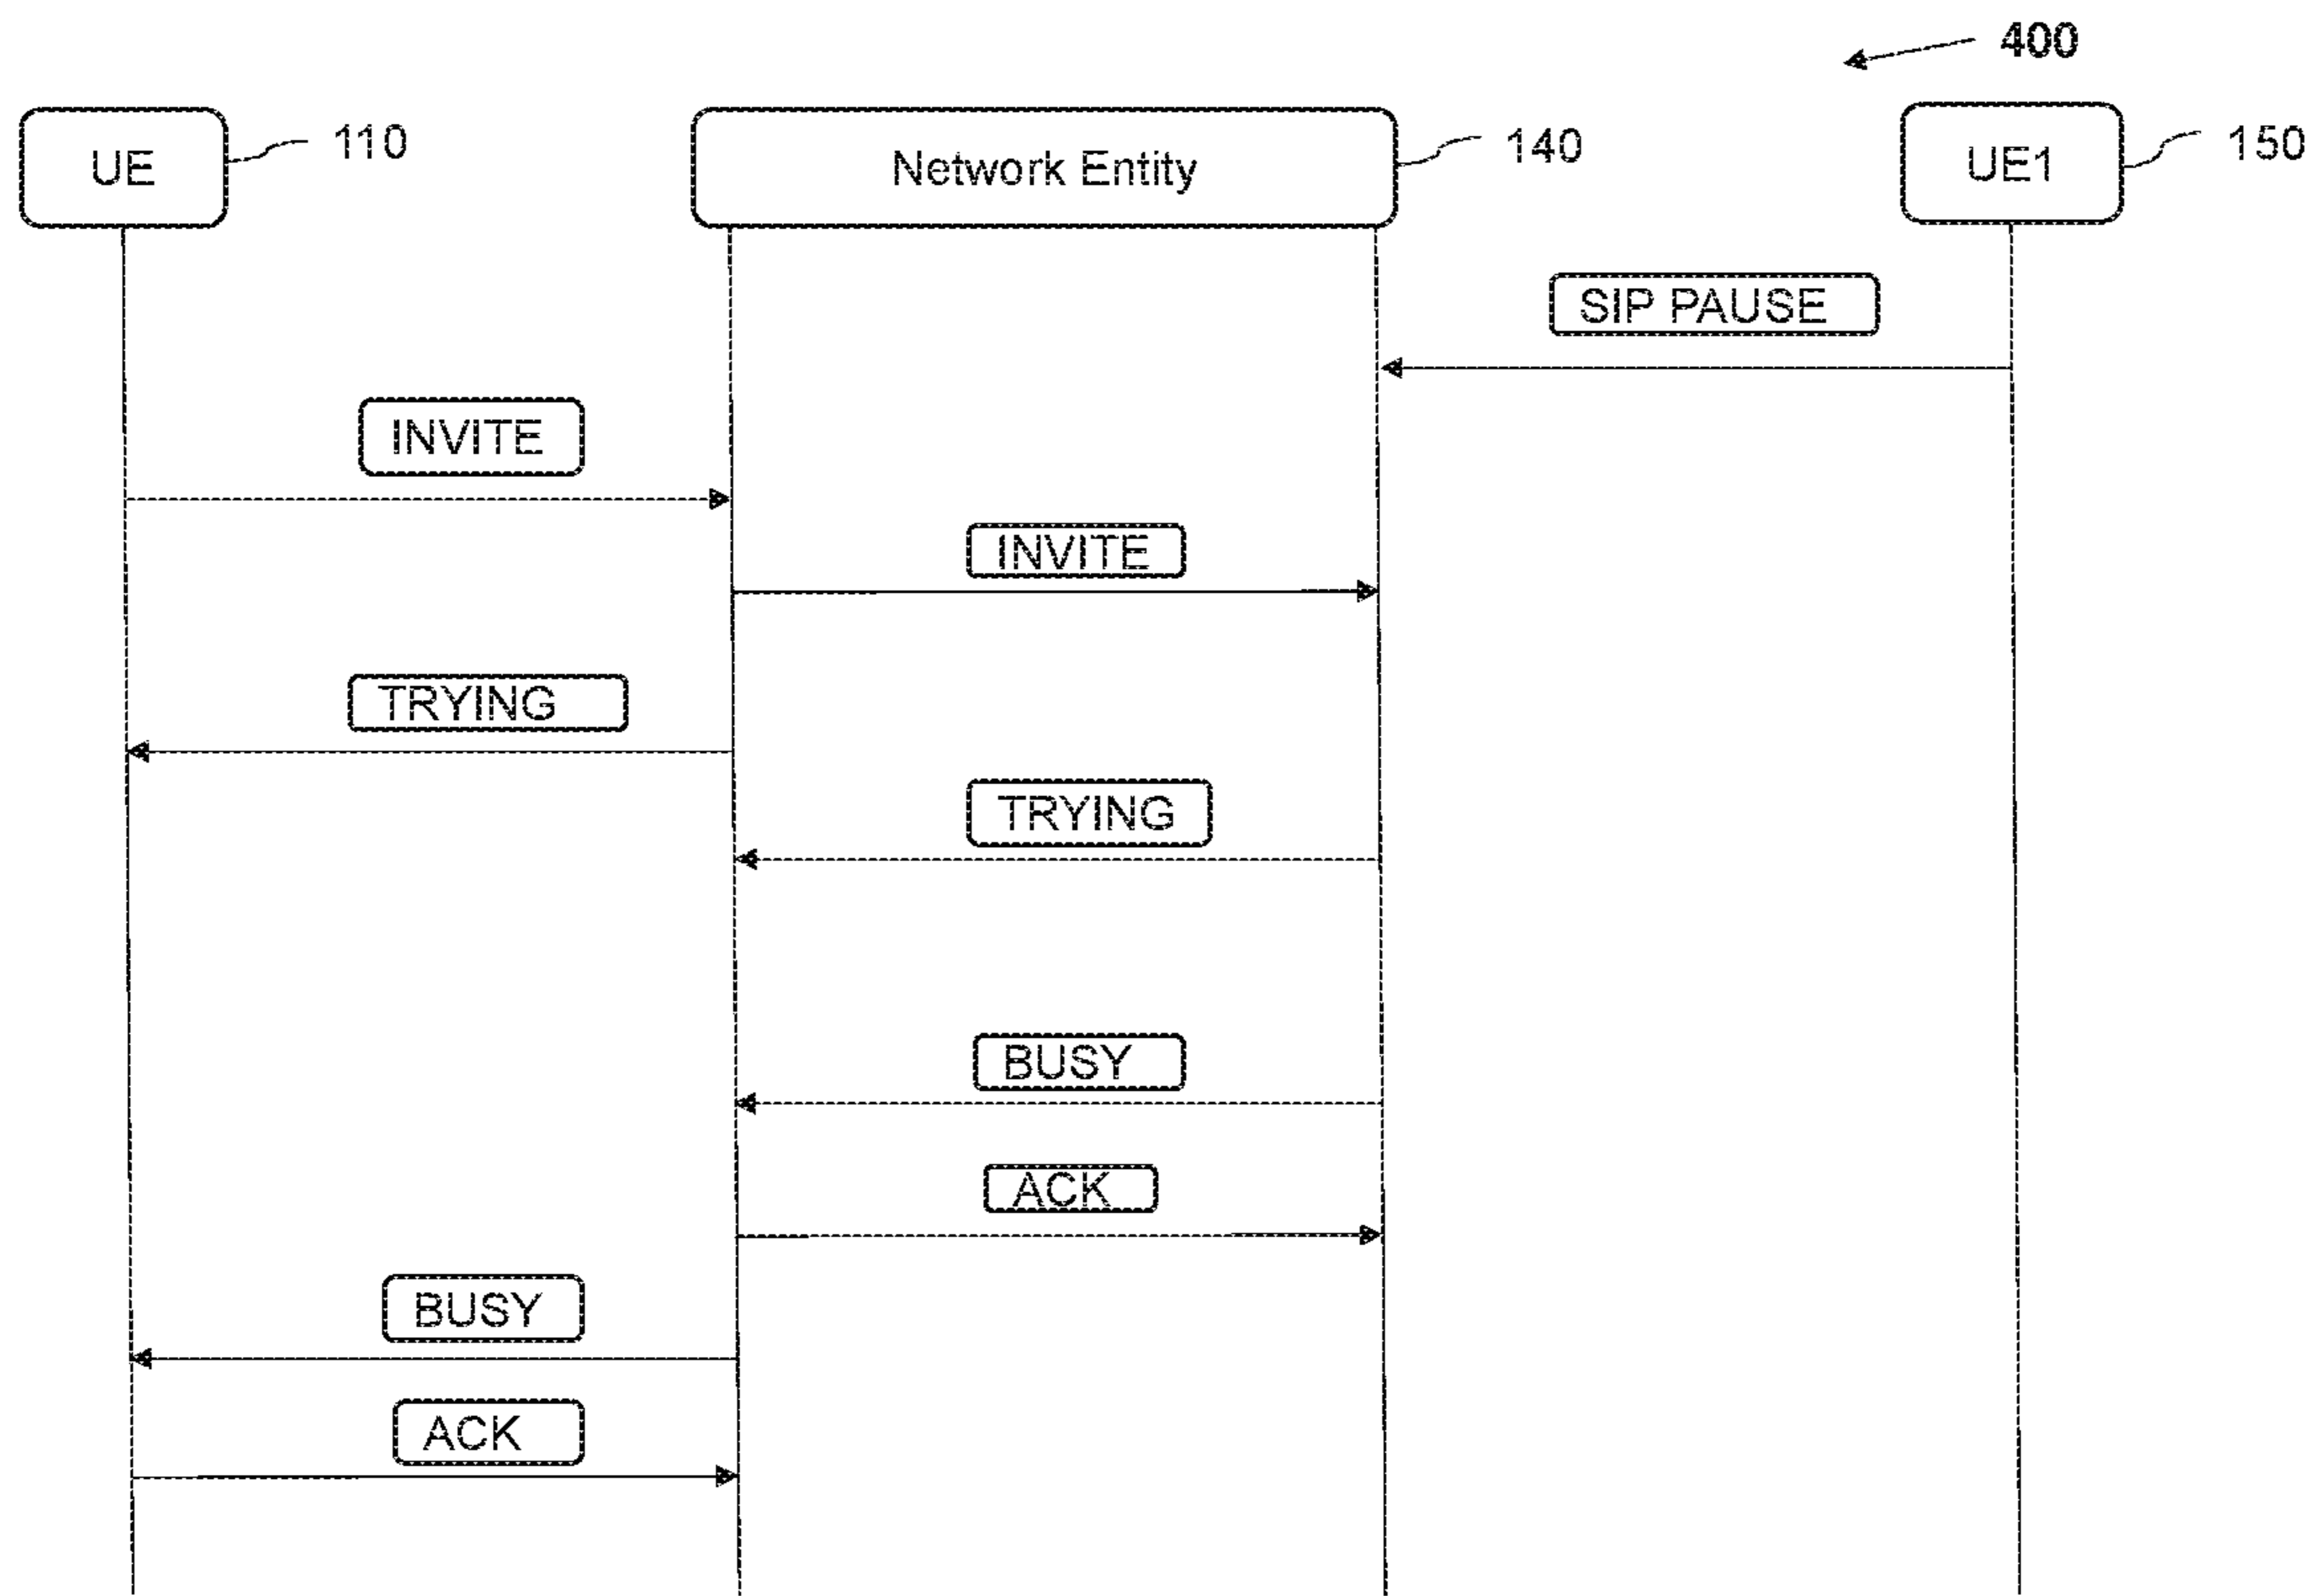 400
UE
110
Network Entity
140
UE1
150
SIP PAUSE
INVITE
INVITE
TRYING
TRYING
BUSY
ACK
BUSY
ACK